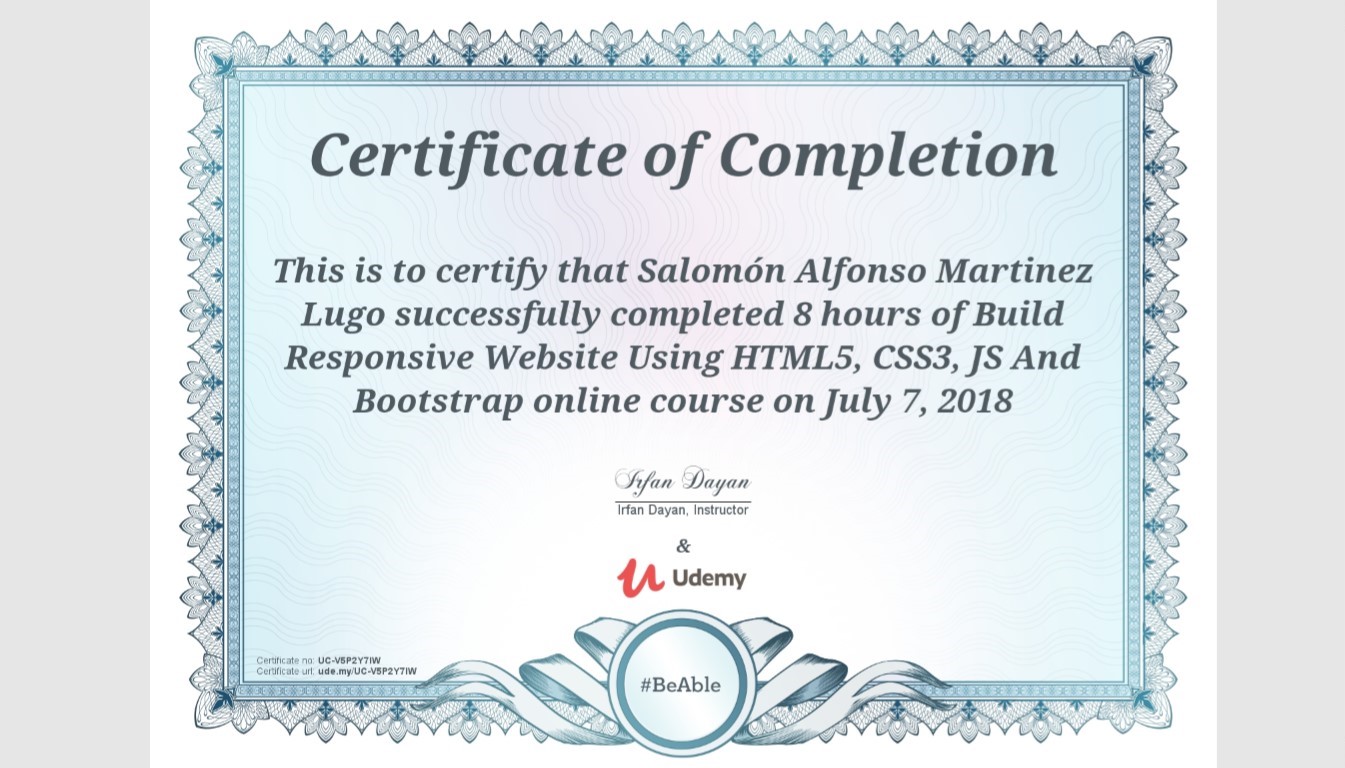 Certificate of Completion
This is to certify that Salomón Alfonso Martinez
Lugo successfully completed 8 hours of Build
Responsive Website Using HTML5, CSS3, JS And
Bootstrap online course on July 7, 2018
Irfan Dayan
Irfan Dayan, Instructor
&
Udemy
#BeAble
Certificate no: UC-V5P2Y7IW
Certificate url: ude.my/UC-V5P2Y7IW